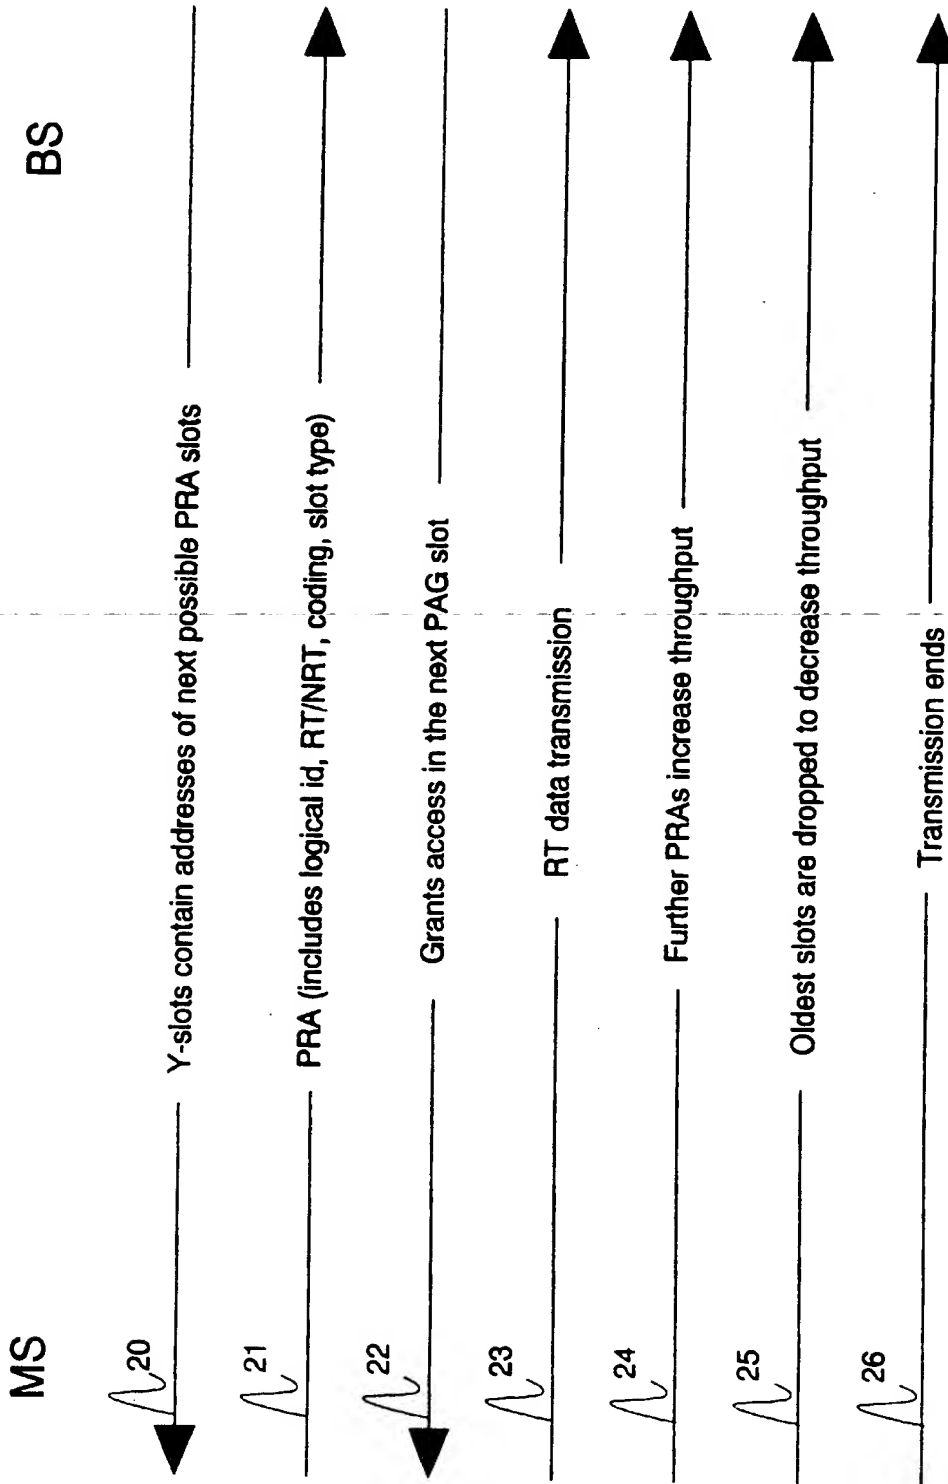 MS
BS
20
Y-slots contain addresses of next possible PRA slots
21
PRA (includes logical id, RT/NRT, coding, slot type)
22
Grants access in the next PAG slot
23
RT data transmission
24
Further PRAs increase throughput
25
Oldest slots are dropped to decrease throughput
26
Transmission ends